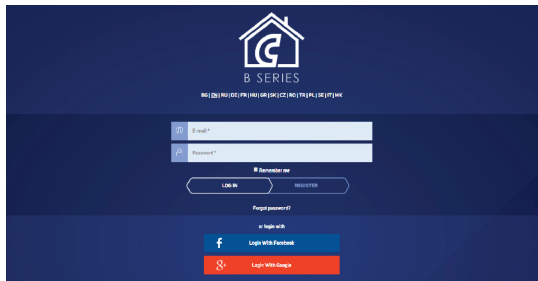 B SERIES
BG | EN | RU | DE | FR | HU | GR | SK | CZ | RO | TR | PL | SE | IT | MK
E-mail *
Password *
Remember me
LOG IN
REGISTER
Forgot password?
or login with
f Login With Facebook
8+ Login With Google